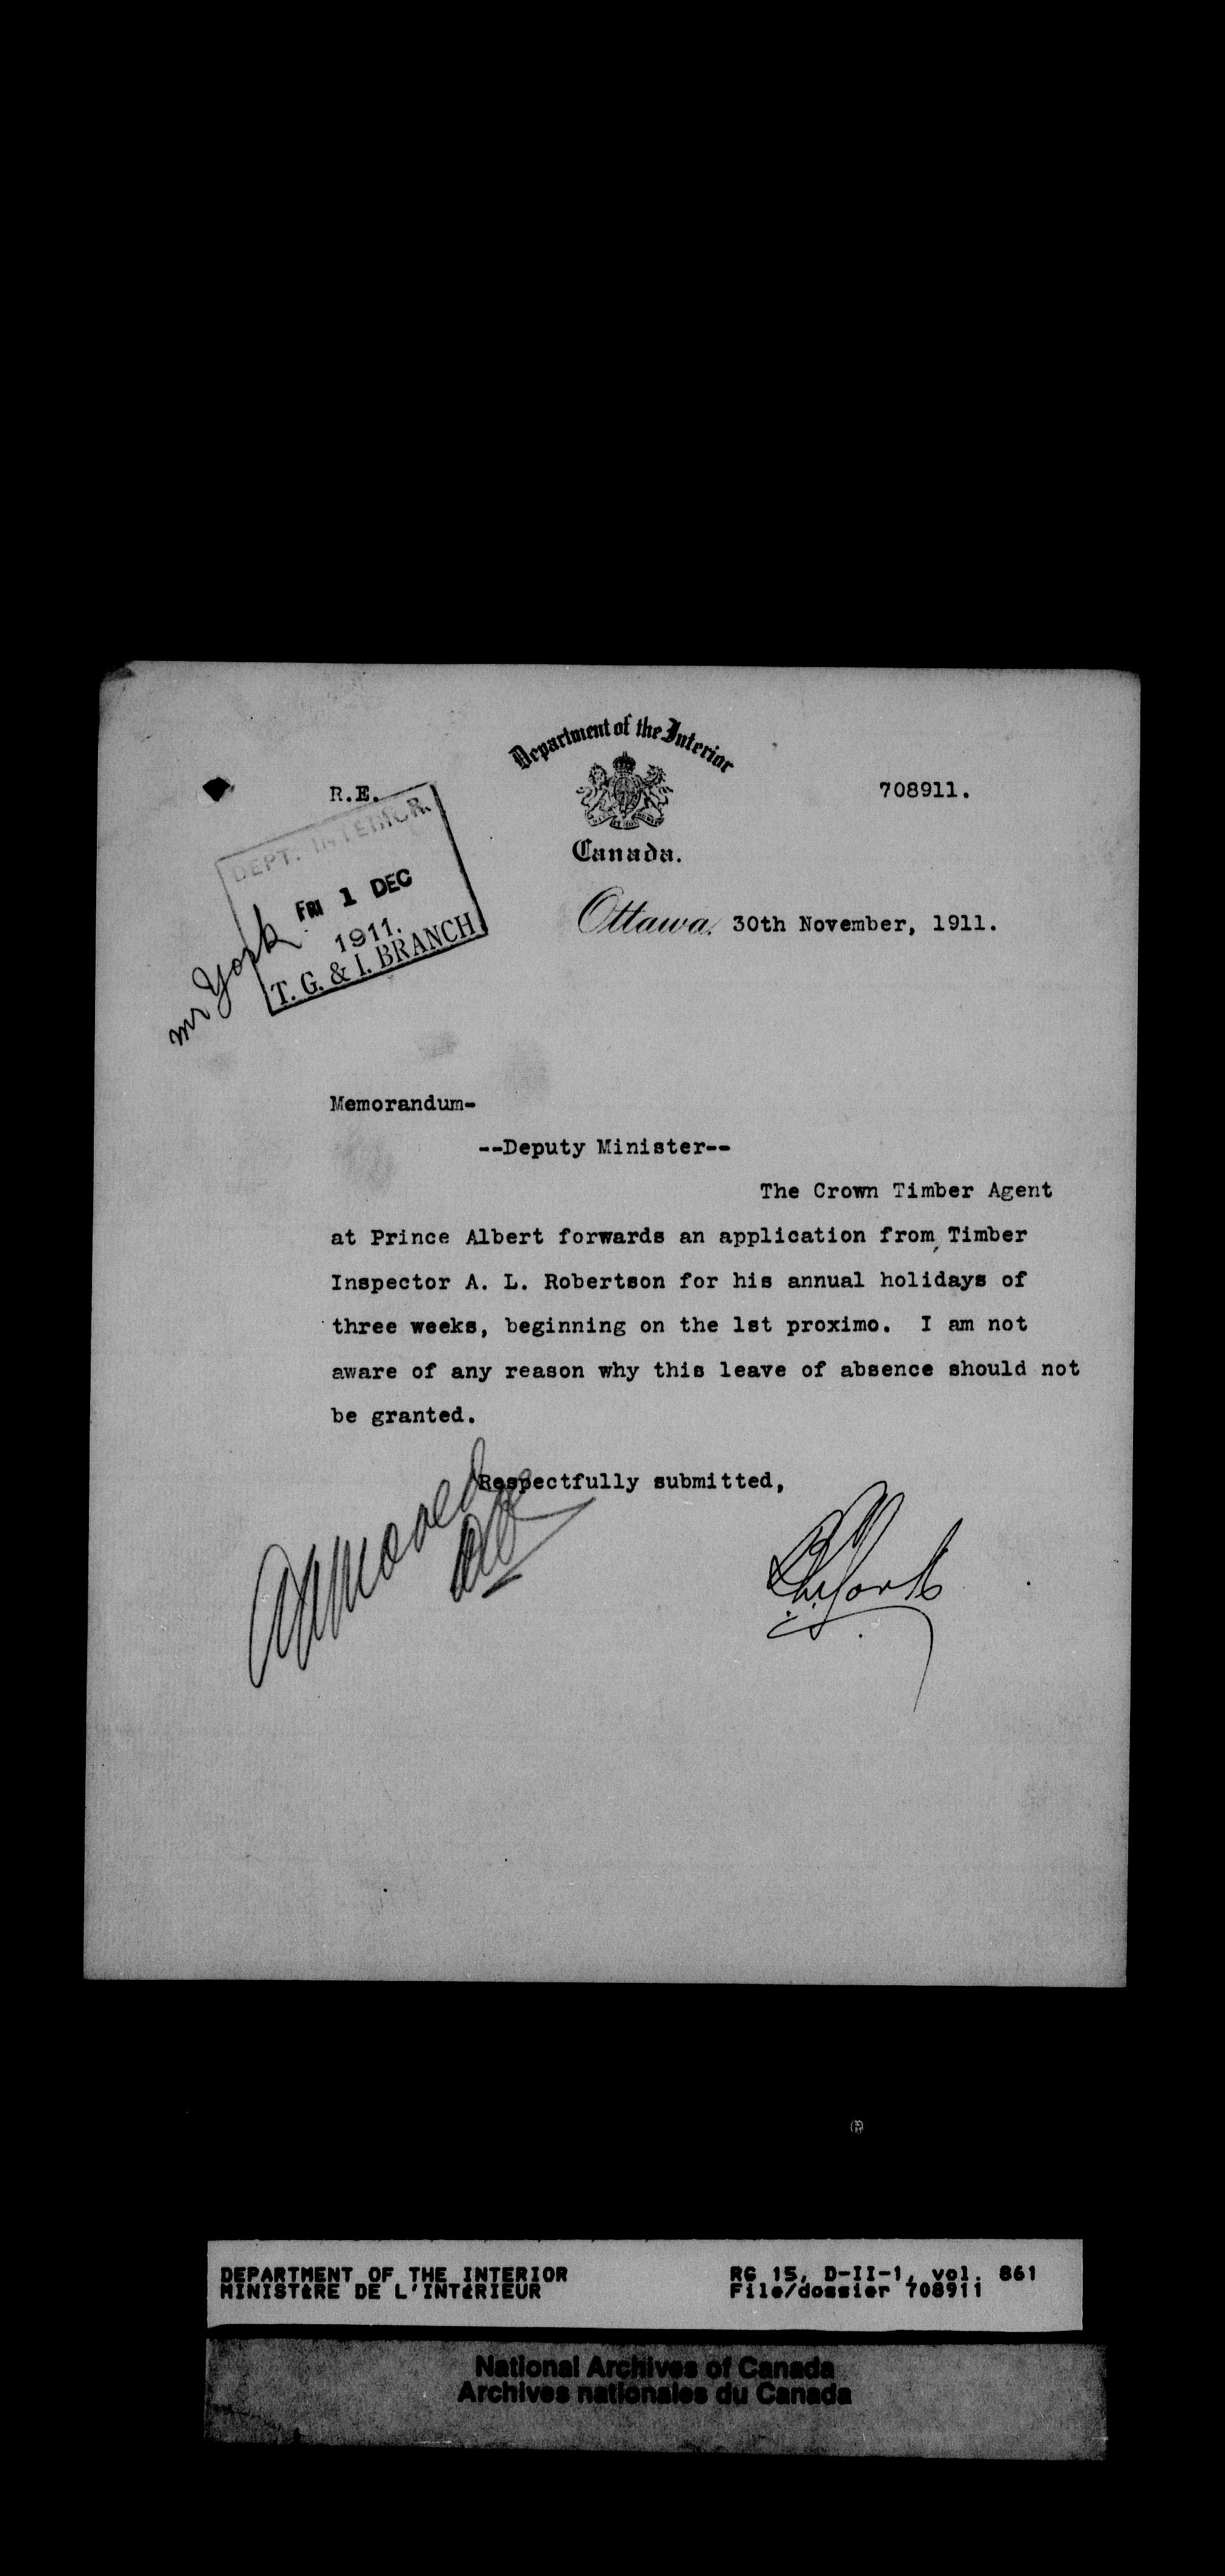 Department of the Interior
R.E.
708911.
Canada.
DEPT. INTERIOR.
FRI 1 DEC
1911.
T. G. & I. BRANCH
Mr York
Ottawa, 30th November, 1911.
Memorandum-
--Deputy Minister--
The Crown Timber Agent
at Prince Albert forwards an application from Timber
Inspector A. L. Robertson for his annual holidays of
three weeks, beginning on the 1st proximo. I am not
aware of any reason why this leave of absence should not
be granted.
Respectfully submitted,
Approved
DEPARTMENT OF THE INTERIOR
MINISTÈRE DE L'INTÉRIEUR
RG 15, D-II-1, vol. 861
File/dossier 708911
National Archives of Canada
Archives nationales du Canada